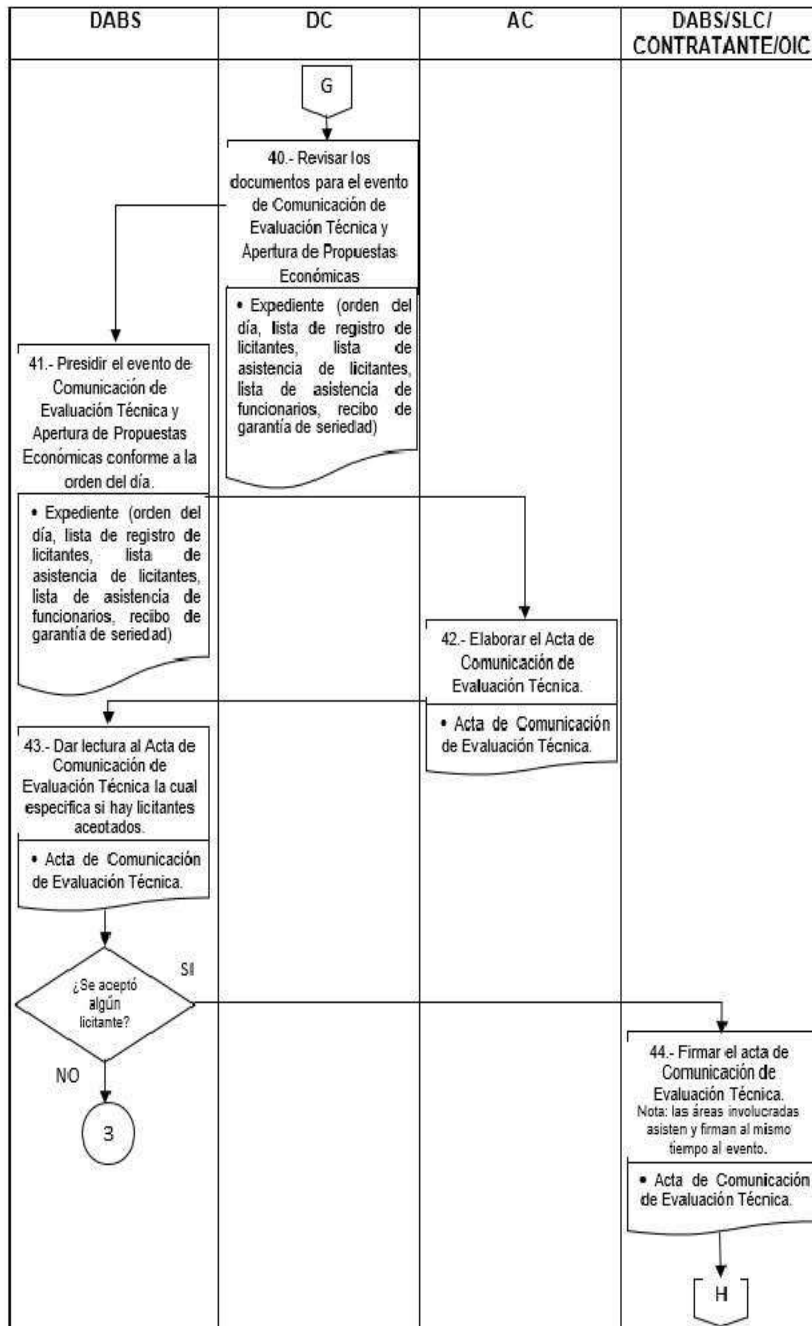 DABS
DC
AC
DABS/SLC/
CONTRATANTE/OIC
G
40.- Revisar los
documentos para el evento
de Comunicación de
Evaluación Técnica y
Apertura de Propuestas
Económicas
• Expediente (orden del
día, lista de registro de
licitantes, lista de
asistencia de licitantes,
lista de asistencia de
funcionarios, recibo de
garantía de seriedad)
41.- Presidir el evento de
Comunicación de
Evaluación Técnica y
Apertura de Propuestas
Económicas conforme a la
orden del día.
• Expediente (orden del
día, lista de registro de
licitantes, lista de
asistencia de licitantes,
lista de asistencia de
funcionarios, recibo de
garantía de seriedad)
42.- Elaborar el Acta de
Comunicación de
Evaluación Técnica.
• Acta de Comunicación
de Evaluación Técnica.
43.- Dar lectura al Acta de
Comunicación de
Evaluación Técnica la cual
especifica si hay licitantes
aceptados.
• Acta de Comunicación
de Evaluación Técnica.
¿Se aceptó
algún
licitante?
SI
NO
3
44.- Firmar el acta de
Comunicación de
Evaluación Técnica.
Nota: las áreas involucradas
asisten y firman al mismo
tiempo al evento.
• Acta de Comunicación
de Evaluación Técnica.
H